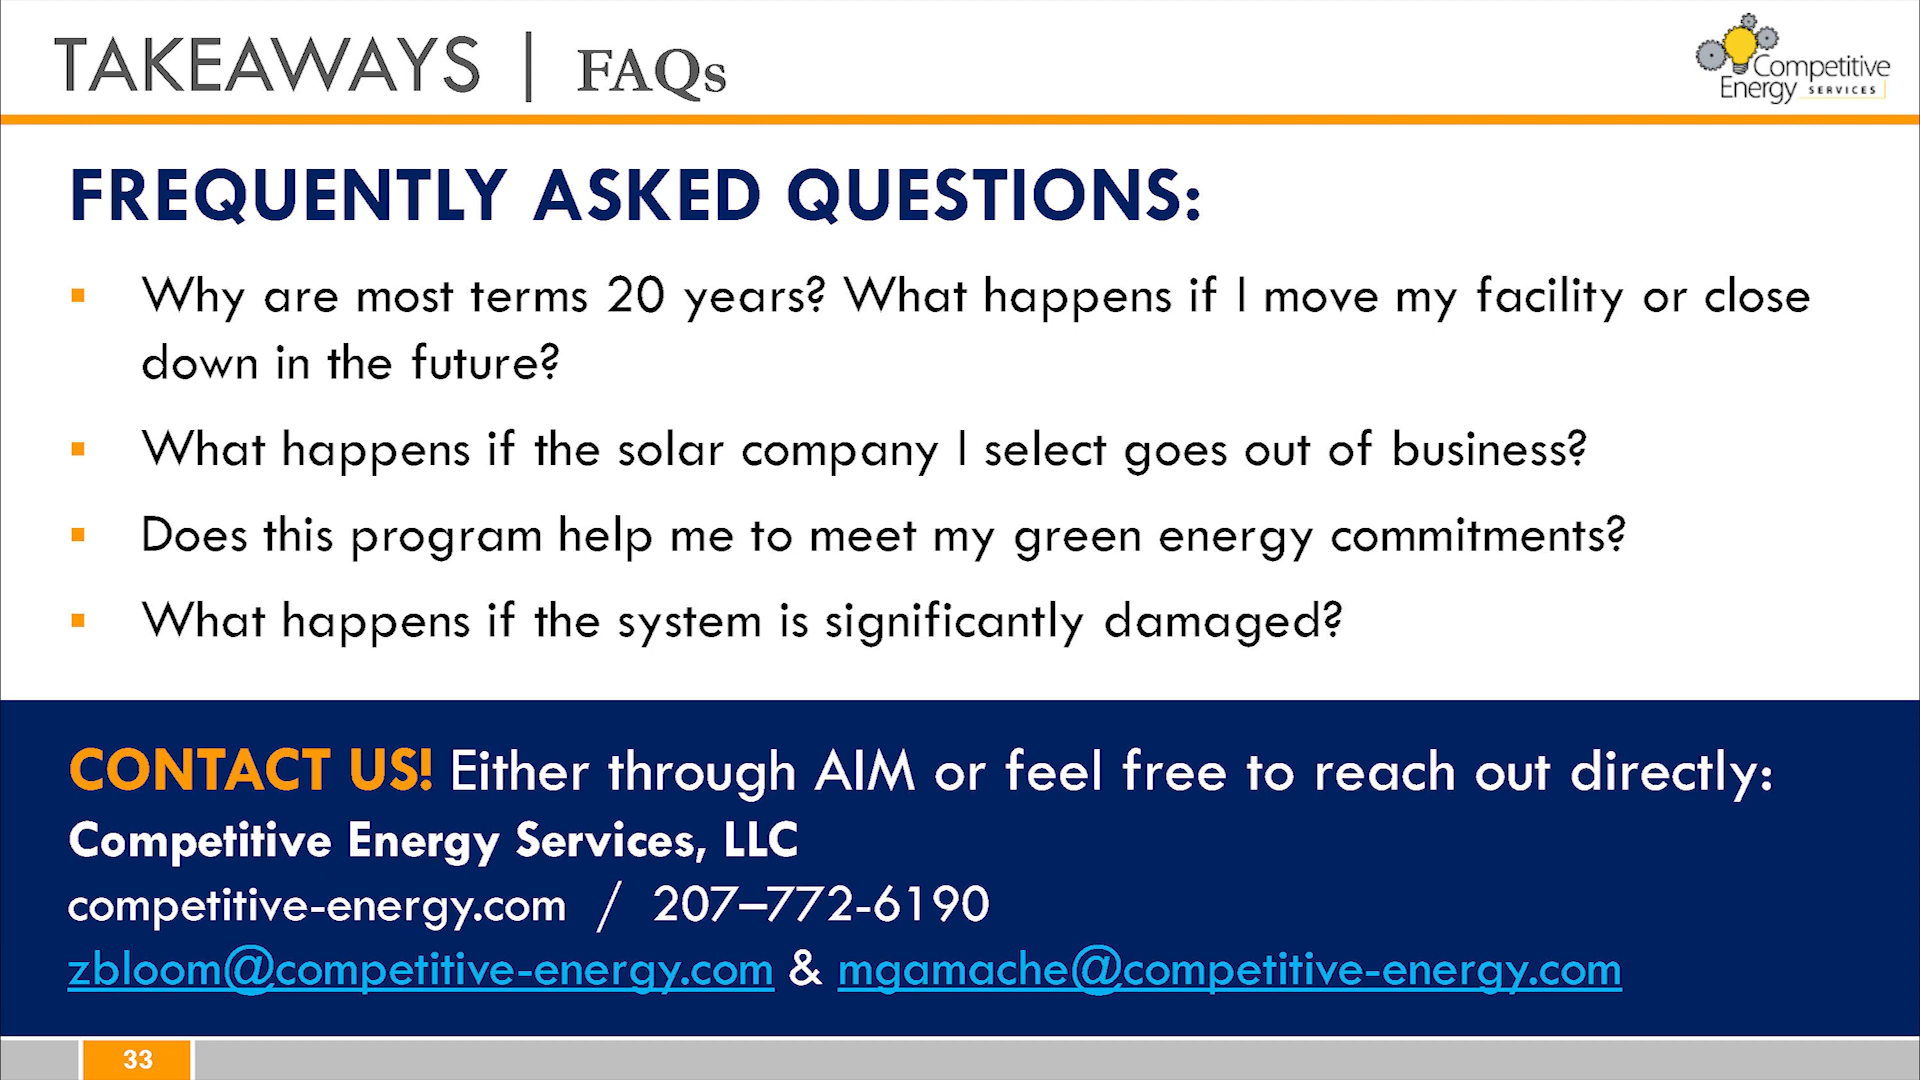 TAKEAWAYS | FAQs
Competitive
Energy SERVICES
FREQUENTLY ASKED QUESTIONS:
▪ Why are most terms 20 years? What happens if I move my facility or close
down in the future?
▪ What happens if the solar company I select goes out of business?
▪ Does this program help me to meet my green energy commitments?
▪ What happens if the system is significantly damaged?
CONTACT US! Either through AIM or feel free to reach out directly:
Competitive Energy Services, LLC
competitive-energy.com / 207–772-6190
zbloom@competitive-energy.com & mgamache@competitive-energy.com
33